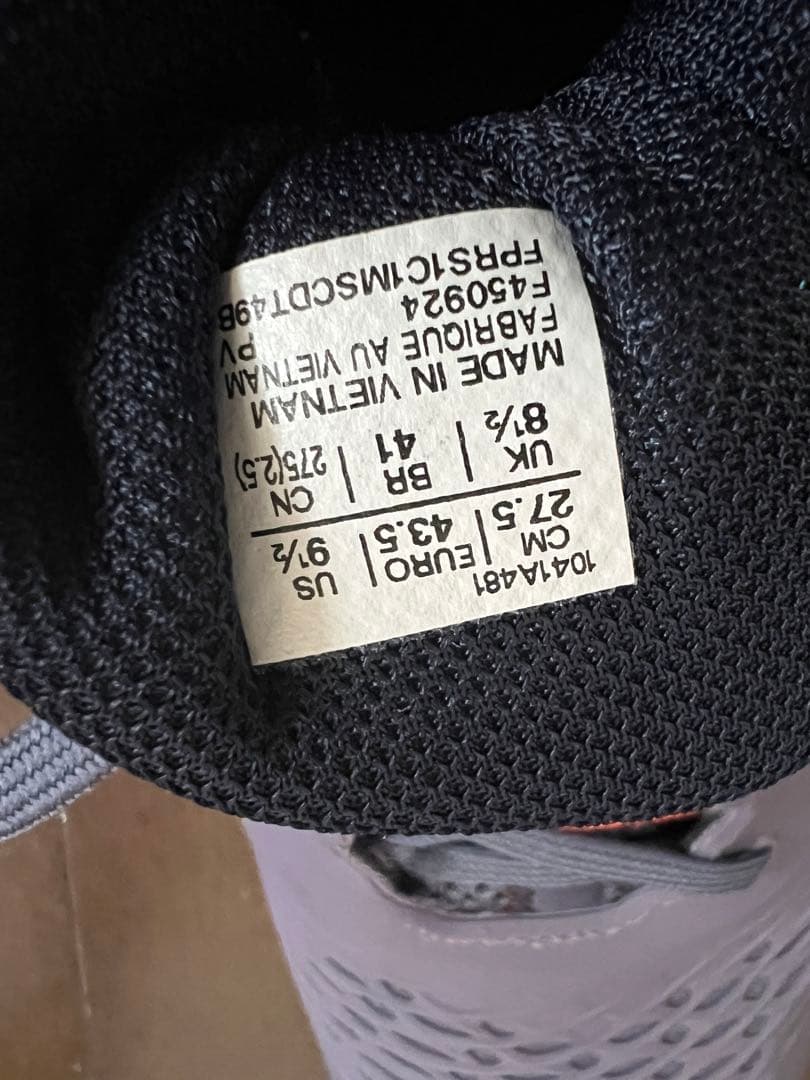 1041A481
CM | EURO | US
27.5 | 43.5 | 9½
UK | BR | CN
8½ | 41 | 275(2.5)
MADE IN VIETNAM
FABRIQUE AU VIETNAM
F450924 PV
FPRS1C1MSCDT49B